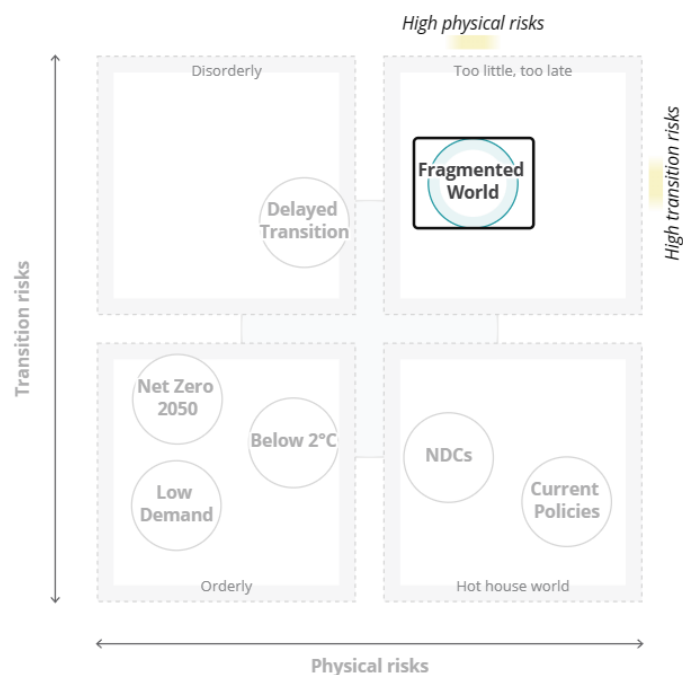 High physical risks
Disorderly
Too little, too late
High transition risks
Fragmented
World
Delayed
Transition
Transition risks
Net Zero
2050
Below 2°C
NDCs
Low
Demand
Current
Policies
Orderly
Hot house world
Physical risks